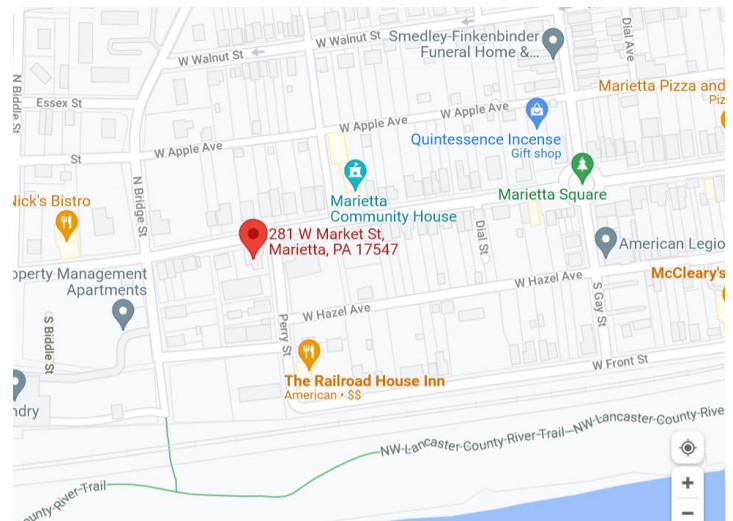 W Walnut St
W Walnut St
Smedley-Finkenbinder
Funeral Home &...
Dial Ave
N Biddle St
Essex St
Marietta Pizza and
Piz
W Apple Ave
W Apple Ave
W Apple Ave
Quintessence Incense
Gift shop
St
N Bridge St
Marietta
Community House
Marietta Square
Nick's Bistro
281 W Market St,
Marietta, PA 17547
Dial St
American Legio
operty Management
Apartments
W Hazel Ave
W Hazel Ave
McCleary's
S Gay St
S Biddle St
Perry St
The Railroad House Inn
American • $$
W Front St
ndry
NW-Lancaster-County-River-Trail
NW-Lancaster-County-Rive
ounty-River-Trail
+
−